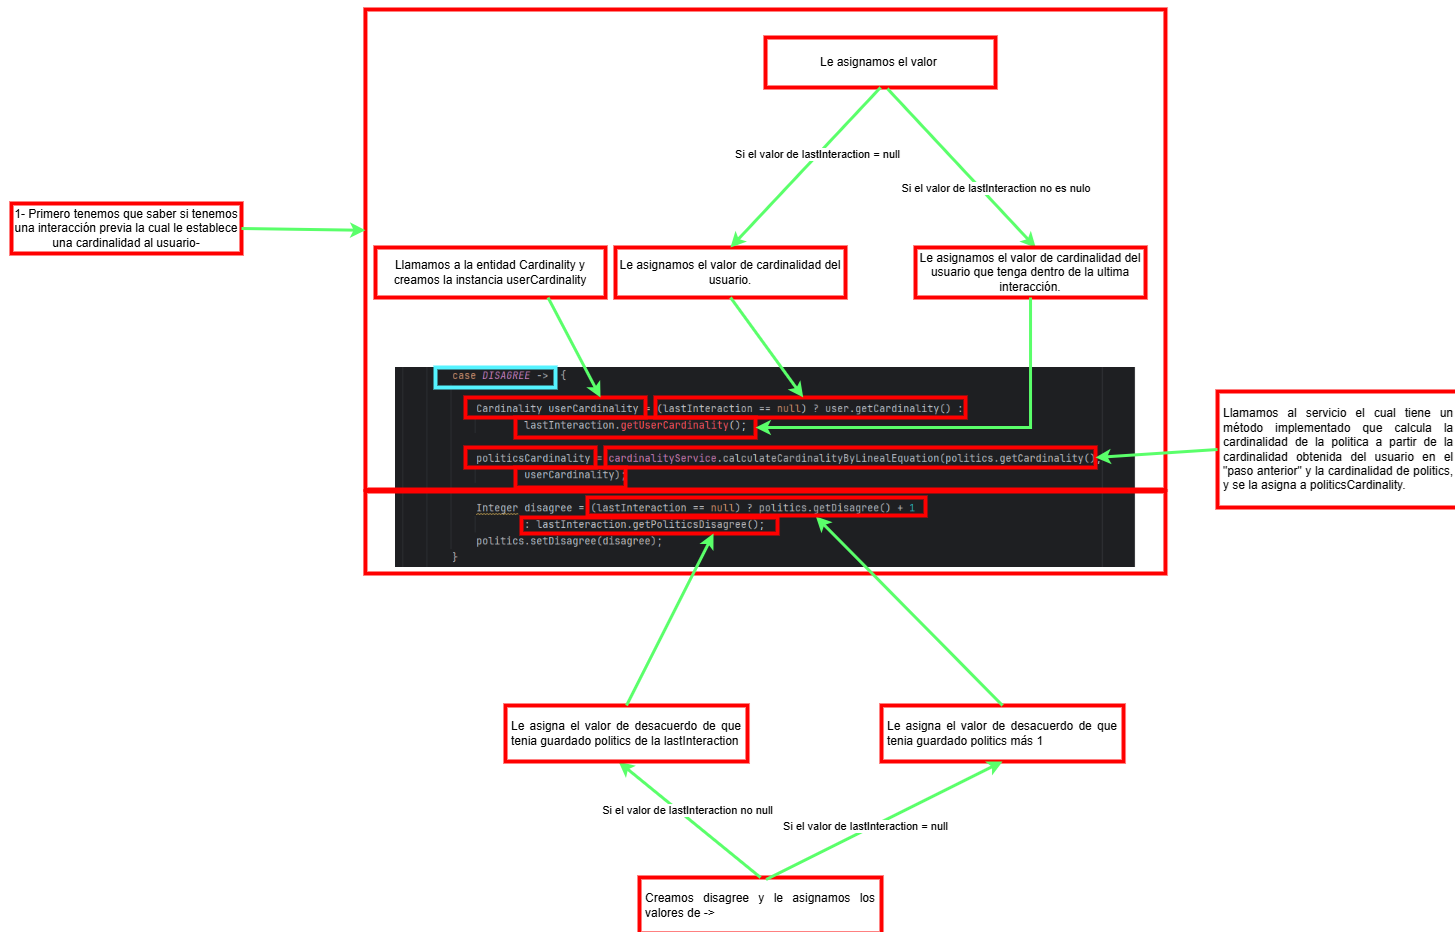 Le asignamos el valor
Si el valor de lastInteraction = null
Si el valor de lastInteraction no es nulo
1- Primero tenemos que saber si tenemos
una interacción previa la cual le establece
una cardinalidad al usuario-
Llamamos a la entidad Cardinality y
creamos la instancia userCardinality
Le asignamos el valor de cardinalidad del
usuario.
Le asignamos el valor de cardinalidad del
usuario que tenga dentro de la ultima
interacción.
case DISAGREE -> {
Cardinality userCardinality = (lastInteraction == null) ? user.getCardinality() :
lastInteraction.getUserCardinality();
politicsCardinality = cardinalityService.calculateCardinalityByLinealEquation(politics.getCardinality(),
userCardinality);
Integer disagree = (lastInteraction == null) ? politics.getDisagree() + 1
: lastInteraction.getPoliticsDisagree();
politics.setDisagree(disagree);
}
Llamamos al servicio el cual tiene un
método implementado que calcula la
cardinalidad de la politica a partir de la
cardinalidad obtenida del usuario en el
"paso anterior" y la cardinalidad de politics,
y se la asigna a politicsCardinality.
Le asigna el valor de desacuerdo de que
tenia guardado politics de la lastInteraction
Le asigna el valor de desacuerdo de que
tenia guardado politics más 1
Si el valor de lastInteraction no null
Si el valor de lastInteraction = null
Creamos disagree y le asignamos los
valores de ->